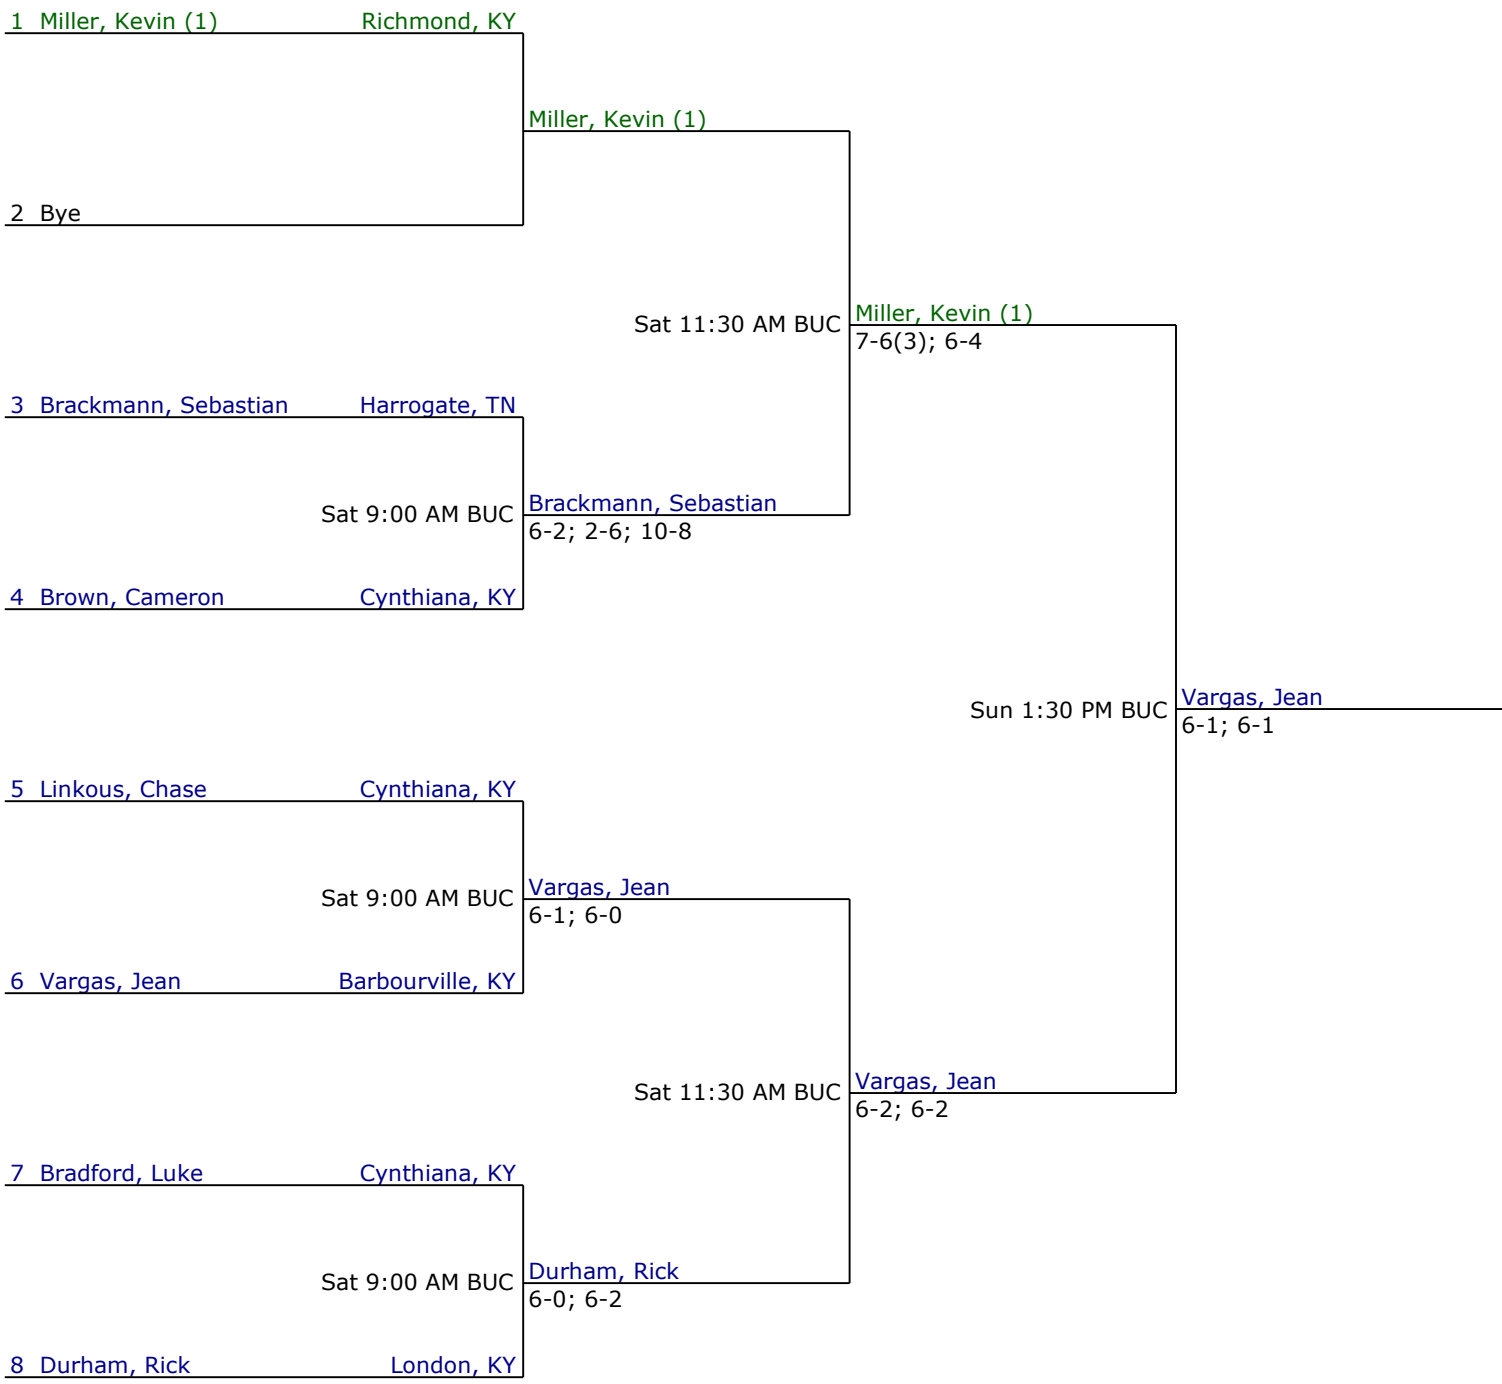 1 Miller, Kevin (1) Richmond, KY
Miller, Kevin (1)
2 Bye
Sat 11:30 AM BUC
Miller, Kevin (1)
7-6(3); 6-4
3 Brackmann, Sebastian Harrogate, TN
Sat 9:00 AM BUC
Brackmann, Sebastian
6-2; 2-6; 10-8
4 Brown, Cameron Cynthiana, KY
Sun 1:30 PM BUC
Vargas, Jean
6-1; 6-1
5 Linkous, Chase Cynthiana, KY
Sat 9:00 AM BUC
Vargas, Jean
6-1; 6-0
6 Vargas, Jean Barbourville, KY
Sat 11:30 AM BUC
Vargas, Jean
6-2; 6-2
7 Bradford, Luke Cynthiana, KY
Sat 9:00 AM BUC
Durham, Rick
6-0; 6-2
8 Durham, Rick London, KY